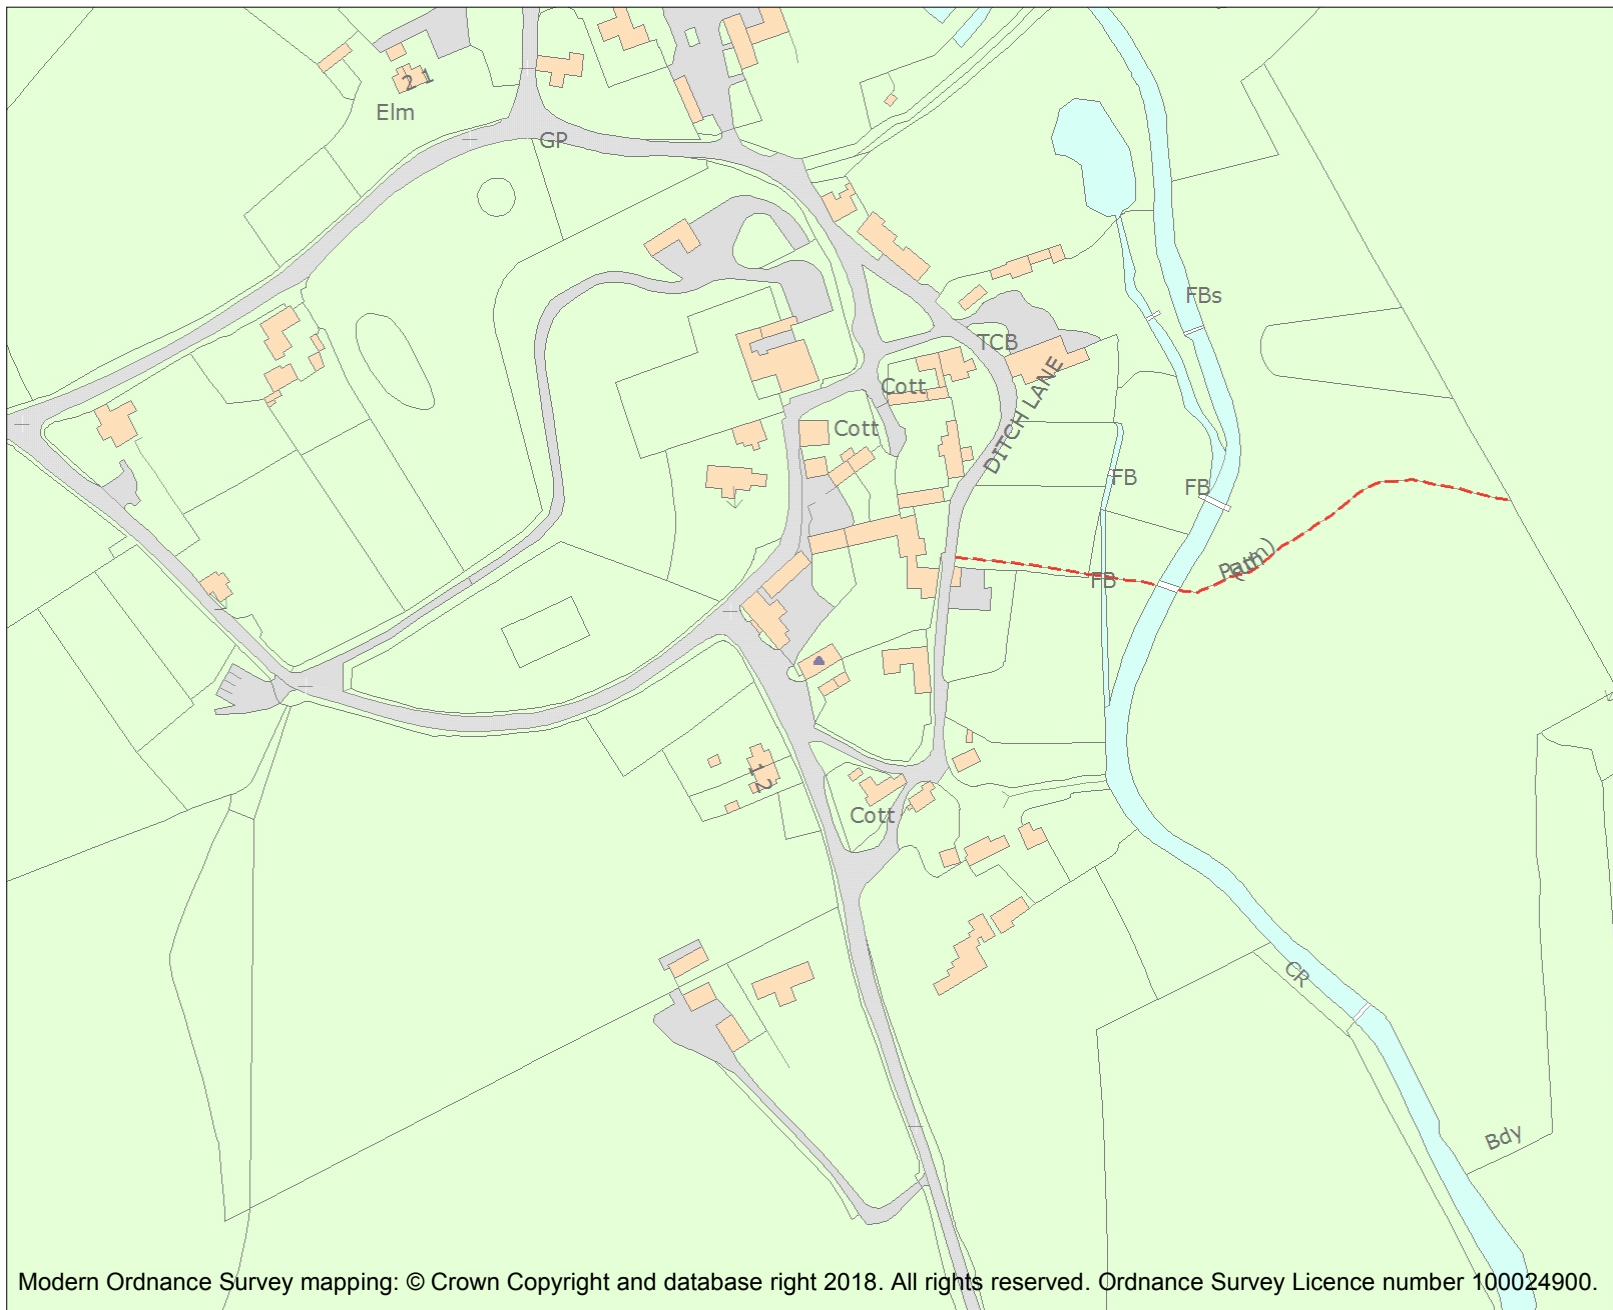 2 1
Elm
GP
FBs
TCB
Cott
DITCH LANE
Cott
FB
FB
(Path)
FB
12
Cott
CR
Bdy
Modern Ordnance Survey mapping: © Crown Copyright and database right 2018. All rights reserved. Ordnance Survey Licence number 100024900.